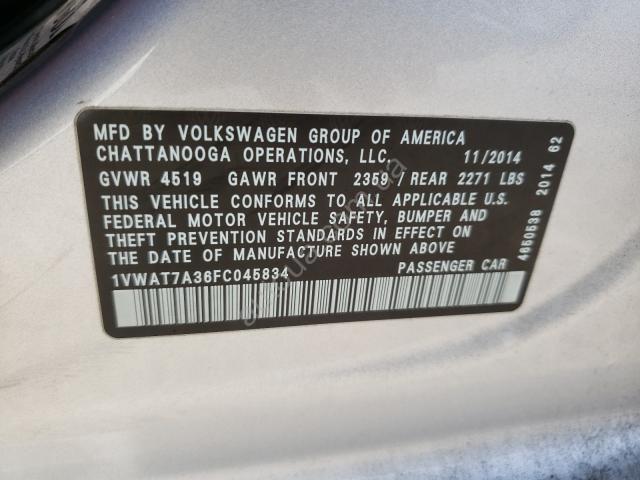 MFD BY VOLKSWAGEN GROUP OF AMERICA
CHATTANOOGA OPERATIONS, LLC. 11/2014
GVWR 4519 GAWR FRONT 2359 / REAR 2271 LBS
THIS VEHICLE CONFORMS TO ALL APPLICABLE U.S.
FEDERAL MOTOR VEHICLE SAFETY, BUMPER AND
THEFT PREVENTION STANDARDS IN EFFECT ON
THE DATE OF MANUFACTURE SHOWN ABOVE
1VWAT7A36FC045834 PASSENGER CAR
4650538 2014 62